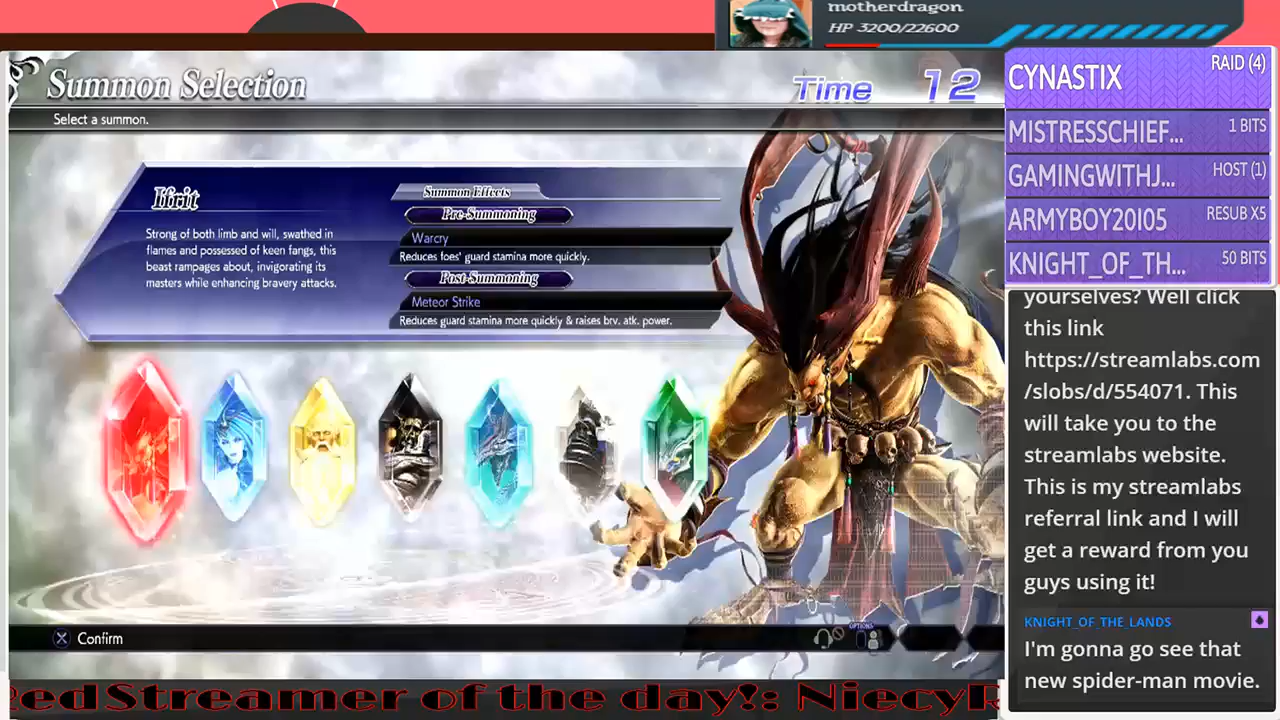 motherdragon
HP 3200/22600
Summon Selection
Time 12
Select a summon.
Ifrit
Strong of both limb and will, swathed in
flames and possessed of keen fangs, this
beast rampages about, invigorating its
masters while enhancing bravery attacks.
Summon Effects
Pre-Summoning
Warcry
Reduces foes' guard stamina more quickly.
Post-Summoning
Meteor Strike
Reduces guard stamina more quickly & raises brv. atk. power.
Confirm
OPTIONS
CYNASTIX RAID (4)
MISTRESSCHIEF... 1 BITS
GAMINGWITHJ... HOST (1)
ARMYBOY20105 RESUB X5
KNIGHT_OF_TH... 50 BITS
yourselves? Well click
this link
https://streamlabs.com
/slobs/d/554071. This
will take you to the
streamlabs website.
This is my streamlabs
referral link and I will
get a reward from you
guys using it!
KNIGHT_OF_THE_LANDS
I'm gonna go see that
new spider-man movie.
red Streamer of the day!: NiecyR